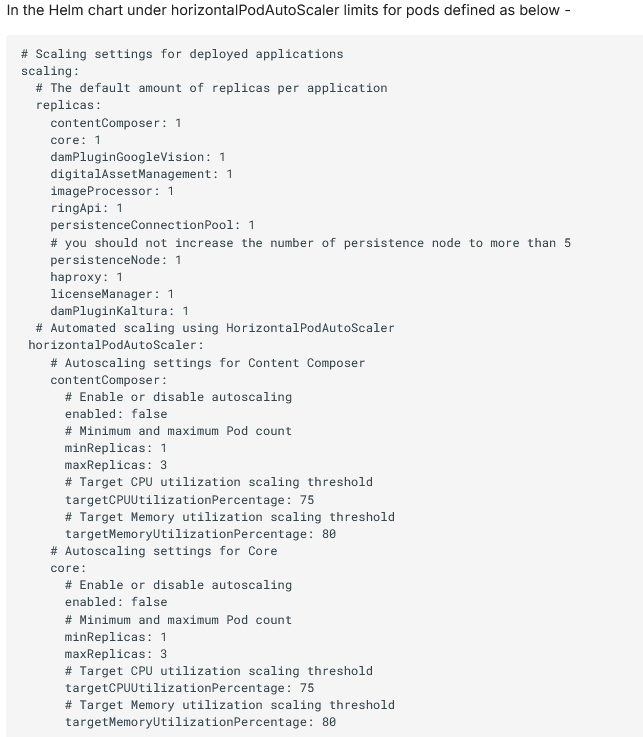 In the Helm chart under horizontalPodAutoScaler limits for pods defined as below -
# Scaling settings for deployed applications
scaling:
  # The default amount of replicas per application
  replicas:
    contentComposer: 1
    core: 1
    damPluginGoogleVision: 1
    digitalAssetManagement: 1
    imageProcessor: 1
    ringApi: 1
    persistenceConnectionPool: 1
    # you should not increase the number of persistence node to more than 5
    persistenceNode: 1
    haproxy: 1
    licenseManager: 1
    damPluginKaltura: 1
  # Automated scaling using HorizontalPodAutoScaler
 horizontalPodAutoScaler:
    # Autoscaling settings for Content Composer
    contentComposer:
      # Enable or disable autoscaling
      enabled: false
      # Minimum and maximum Pod count
      minReplicas: 1
      maxReplicas: 3
      # Target CPU utilization scaling threshold
      targetCPUUtilizationPercentage: 75
      # Target Memory utilization scaling threshold
      targetMemoryUtilizationPercentage: 80
    # Autoscaling settings for Core
    core:
      # Enable or disable autoscaling
      enabled: false
      # Minimum and maximum Pod count
      minReplicas: 1
      maxReplicas: 3
      # Target CPU utilization scaling threshold
      targetCPUUtilizationPercentage: 75
      # Target Memory utilization scaling threshold
      targetMemoryUtilizationPercentage: 80